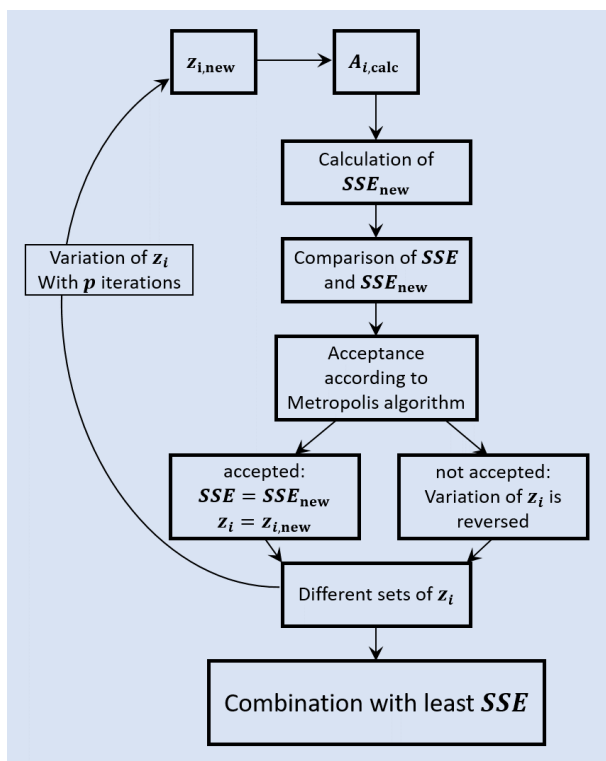 z_i,new
A_i,calc
Calculation of
SSE_new
Comparison of SSE
and SSE_new
Variation of z_i
With p iterations
Acceptance
according to
Metropolis algorithm
accepted:
SSE = SSE_new
z_i = z_i,new
not accepted:
Variation of z_i is
reversed
Different sets of z_i
Combination with least SSE